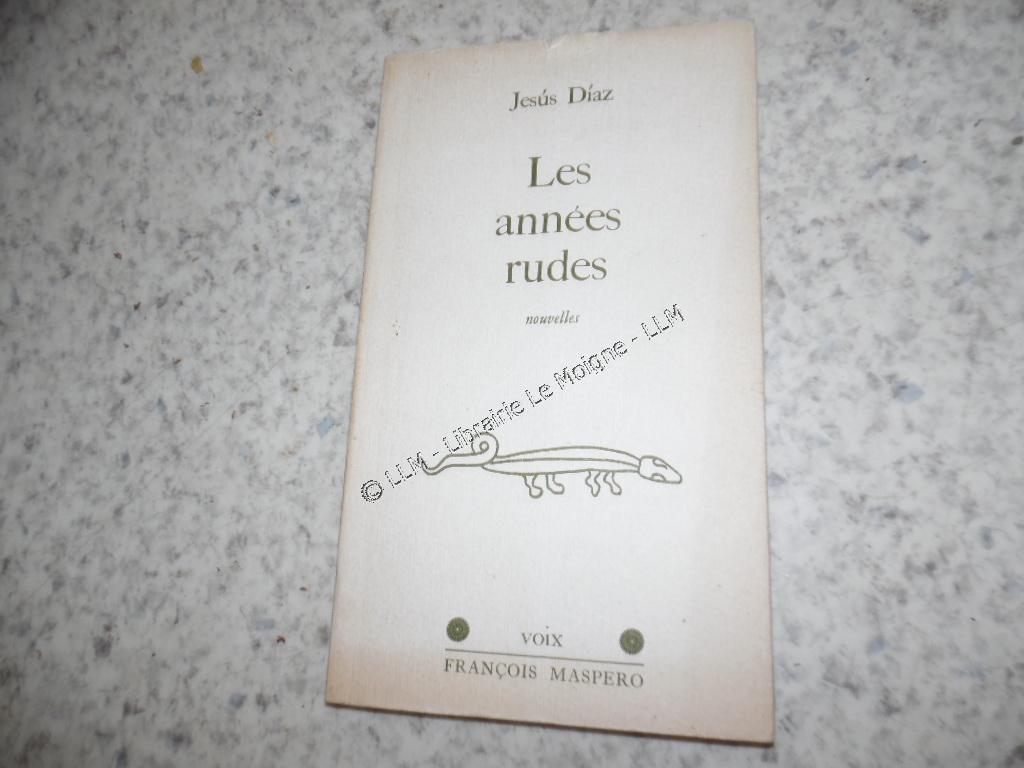 Jesús Díaz
Les
années
rudes
nouvelles
© LLM - Librairie Le Moigne - LLM
VOIX
FRANÇOIS MASPERO